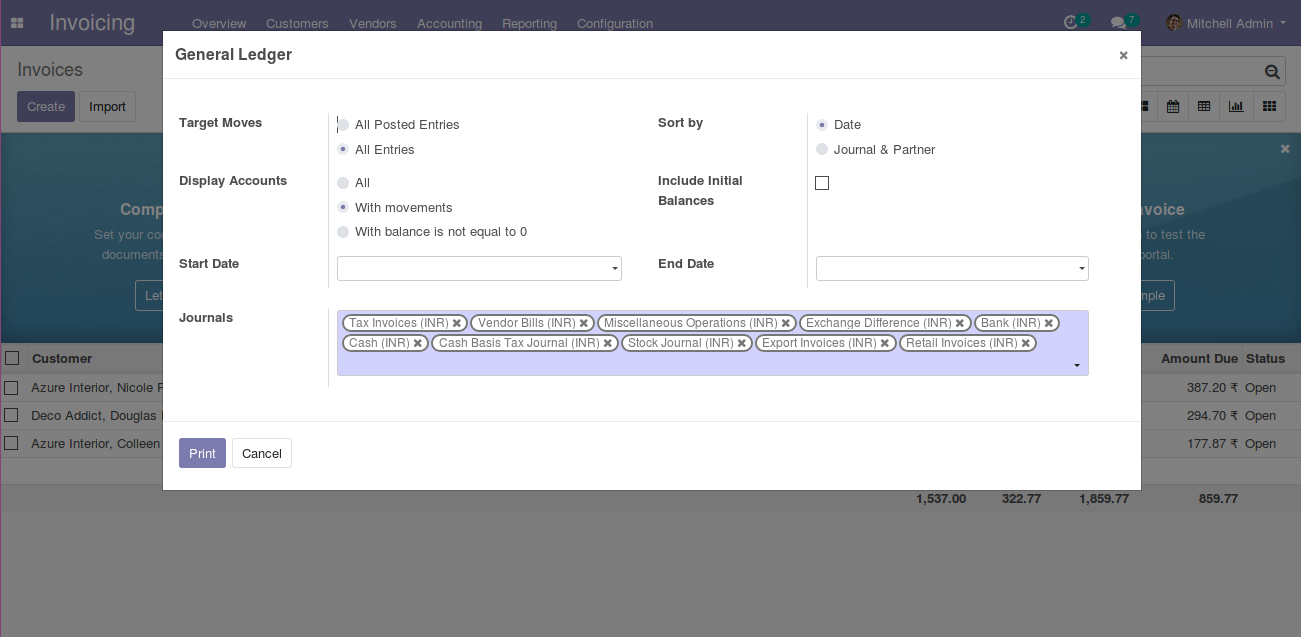 Invoicing Overview Customers Vendors Accounting Reporting Configuration 2 7 Mitchell Admin
General Ledger ×
Invoices
Create Import
Target Moves All Posted Entries Sort by Date
All Entries Journal & Partner
Display Accounts All Include Initial
With movements Balances
With balance is not equal to 0
Start Date End Date
Journals Tax Invoices (INR) Vendor Bills (INR) Miscellaneous Operations (INR) Exchange Difference (INR) Bank (INR)
Cash (INR) Cash Basis Tax Journal (INR) Stock Journal (INR) Export Invoices (INR) Retail Invoices (INR)
Print Cancel
Set your
documents
Let
to test the
Customer Amount Due Status
Azure Interior, Nicole 387.20 ₹ Open
Deco Addict, Douglas 294.70 ₹ Open
Azure Interior, Colleen 177.87 ₹ Open
1,537.00 322.77 1,859.77 859.77